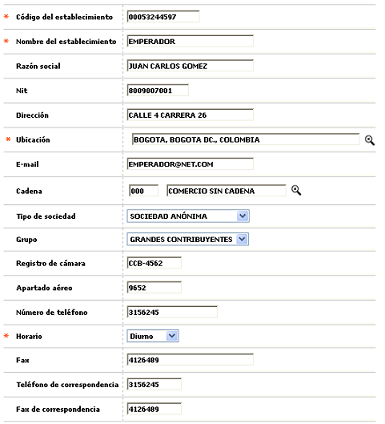 * Código del establecimiento 00053244597
* Nombre del establecimiento EMPERADOR
Razón social JUAN CARLOS GOMEZ
Nit 8009007001
Dirección CALLE 4 CARRERA 26
* Ubicación BOGOTA, BOGOTA DC., COLOMBIA
E-mail EMPERADOR@NET.COM
Cadena 000 COMERCIO SIN CADENA
Tipo de sociedad SOCIEDAD ANÓNIMA
Grupo GRANDES CONTRIBUYENTES
Registro de cámara CCB-4562
Apartado aéreo 9652
Número de teléfono 3156245
* Horario Diurno
Fax 4126489
Teléfono de correspondencia 3156245
Fax de correspondencia 4126489